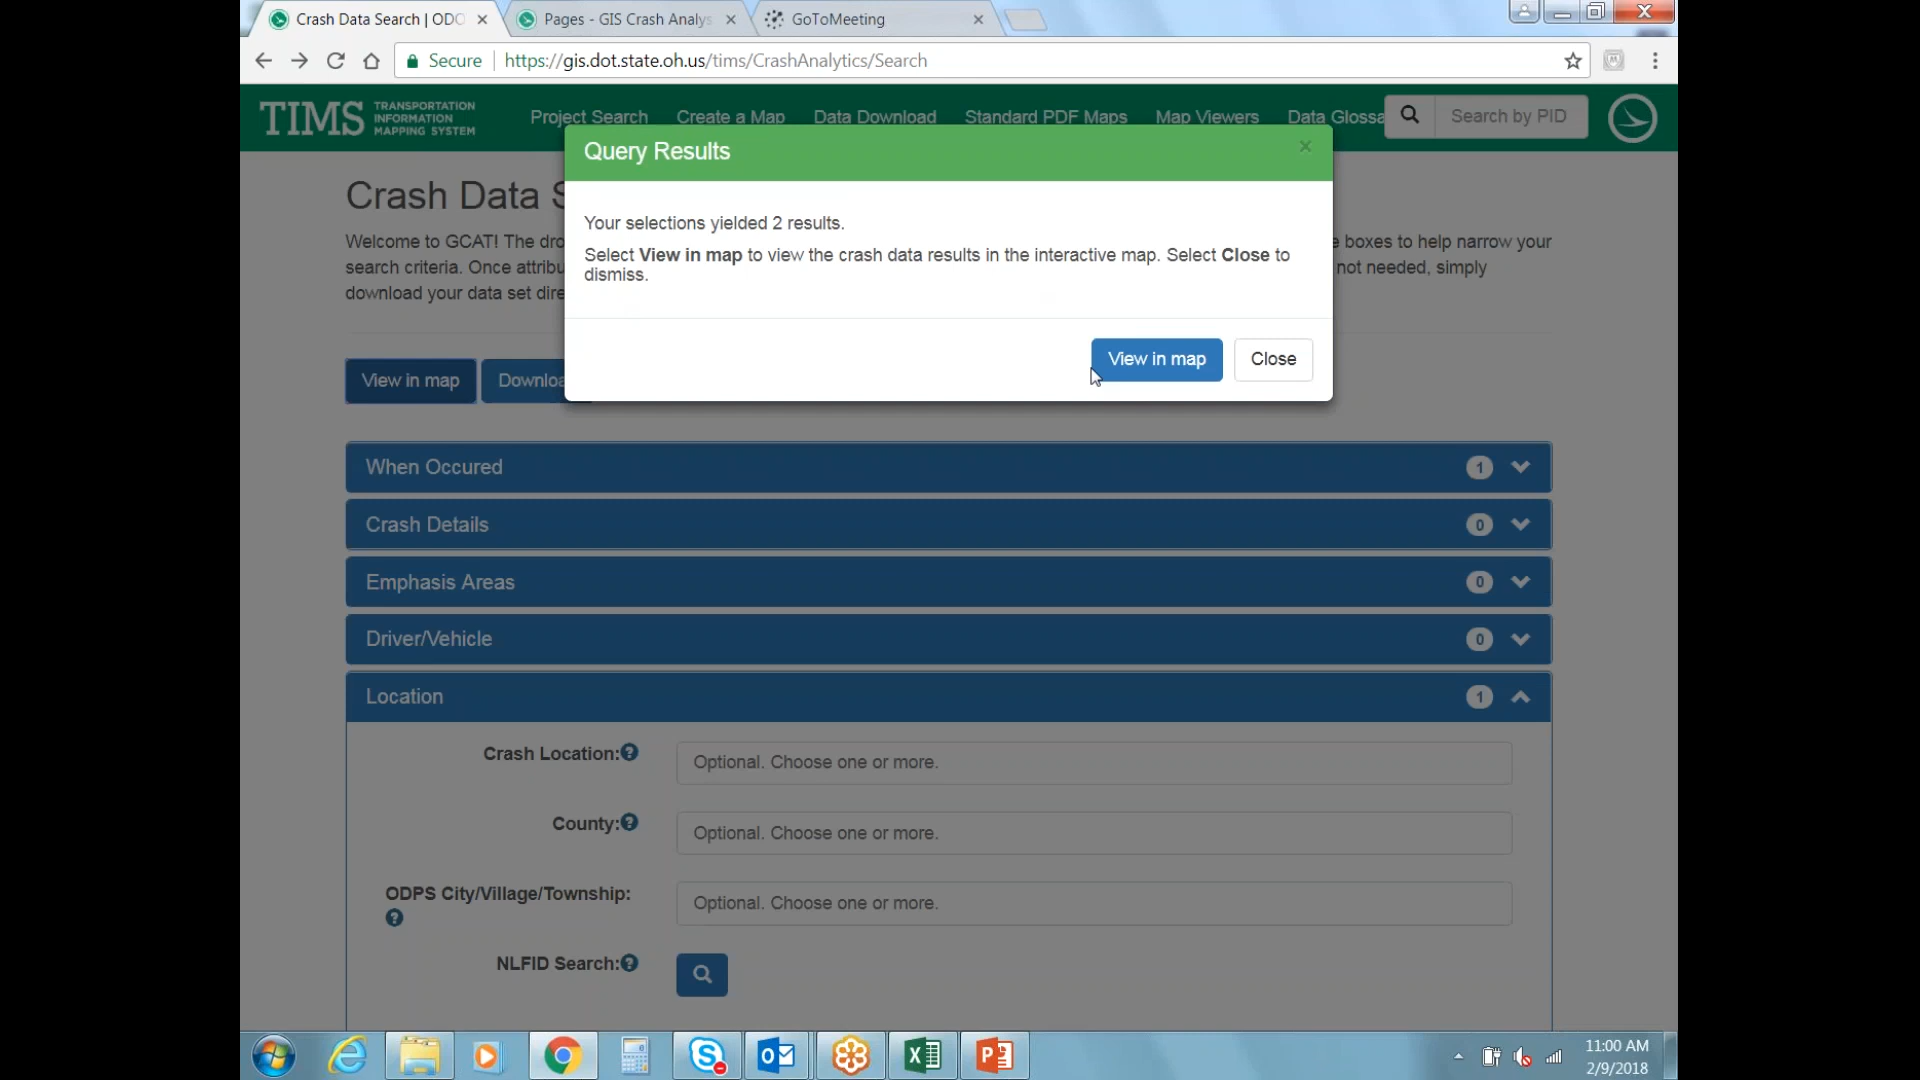 Crash Data Search | ODO
Pages - GIS Crash Analys
GoToMeeting
Secure
https://gis.dot.state.oh.us/tims/CrashAnalytics/Search
TIMS
TRANSPORTATION
INFORMATION
MAPPING SYSTEM
Project Search
Create a Map
Data Download
Standard PDF Maps
Map Viewers
Data Glossa
Search by PID
Query Results
×
Your selections yielded 2 results.
Select View in map to view the crash data results in the interactive map. Select Close to
dismiss.
View in map
Close
Crash Data S
Welcome to GCAT! The dro
e boxes to help narrow your
search criteria. Once attribu
not needed, simply
download your data set dire
View in map
Downloa
When Occured
1
Crash Details
0
Emphasis Areas
0
Driver/Vehicle
0
Location
1
Crash Location:?
Optional. Choose one or more.
County:?
Optional. Choose one or more.
ODPS City/Village/Township:
?
Optional. Choose one or more.
NLFID Search:?
11:00 AM
2/9/2018